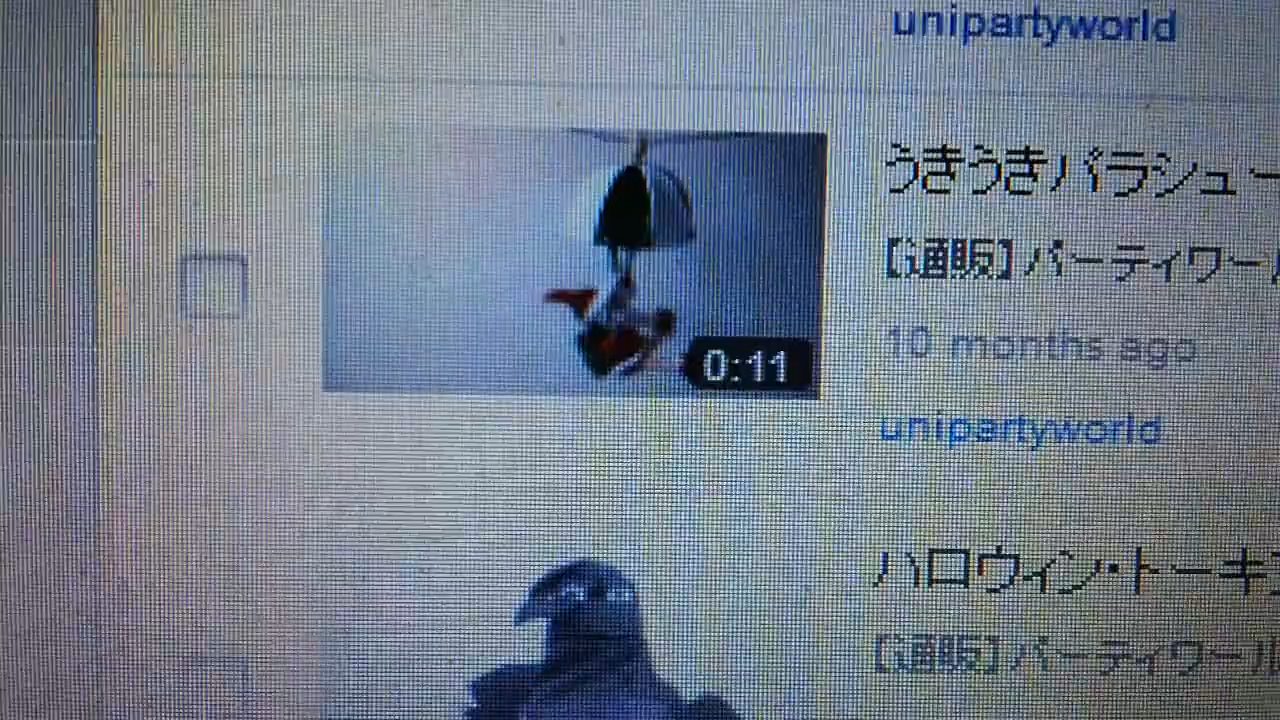 unipartyworld
うきうきパラシュー
【通販】パーティワール
0:11
10 months ago
unipartyworld
ハロウィン・トーキ
【通販】パーティワール